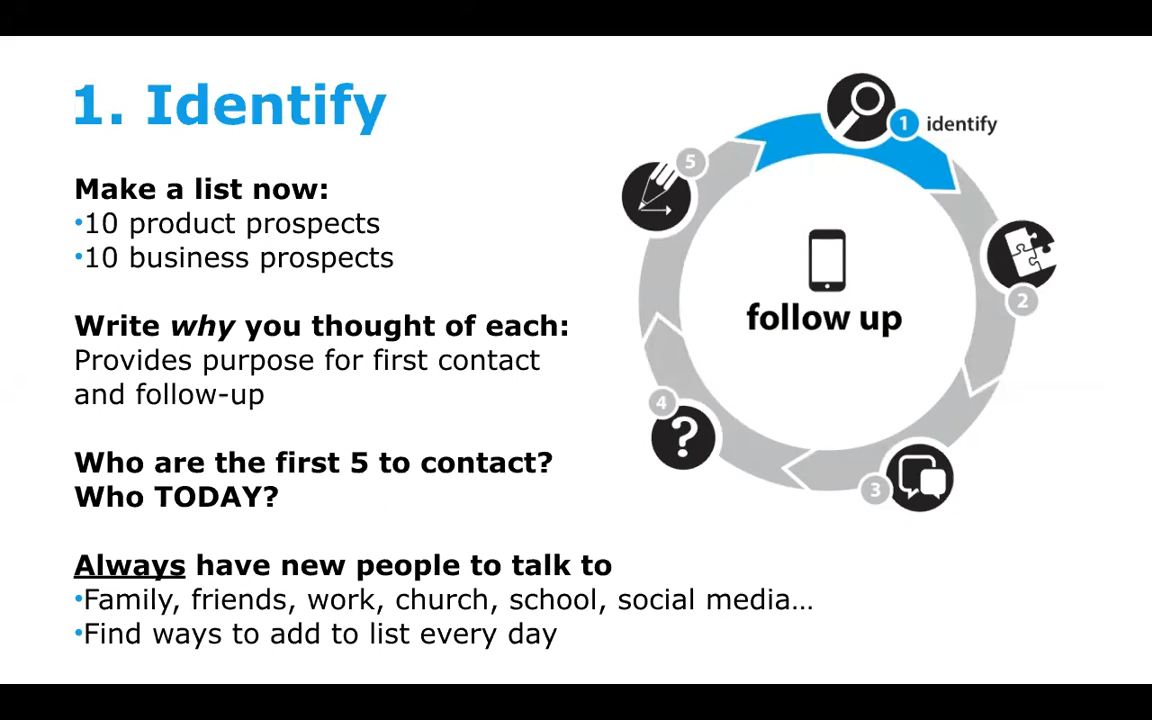 1. Identify
Make a list now:
•10 product prospects
•10 business prospects
Write why you thought of each:
Provides purpose for first contact
and follow-up
Who are the first 5 to contact?
Who TODAY?
Always have new people to talk to
•Family, friends, work, church, school, social media…
•Find ways to add to list every day
1 identify
2
3
4
5
?
follow up